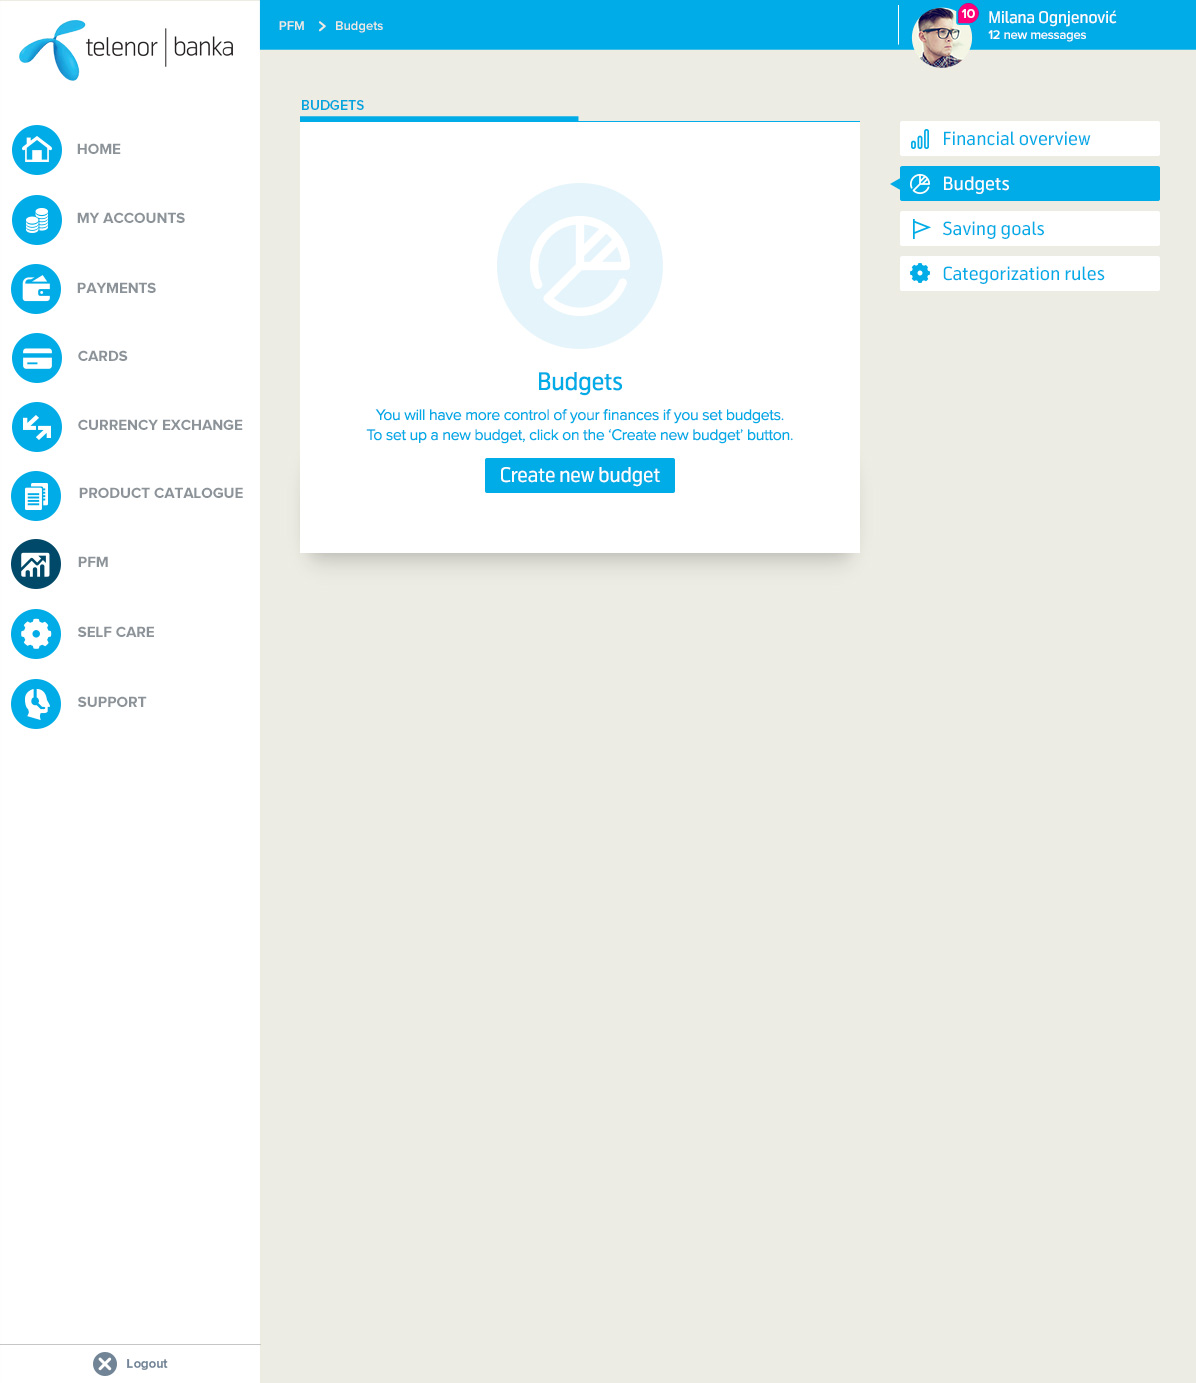 telenor | banka
PFM > Budgets
10
Milana Ognjenović
12 new messages
HOME
MY ACCOUNTS
PAYMENTS
CARDS
CURRENCY EXCHANGE
PRODUCT CATALOGUE
PFM
SELF CARE
SUPPORT
Logout
BUDGETS
Budgets
You will have more control of your finances if you set budgets.
To set up a new budget, click on the ‘Create new budget’ button.
Create new budget
Financial overview
Budgets
Saving goals
Categorization rules